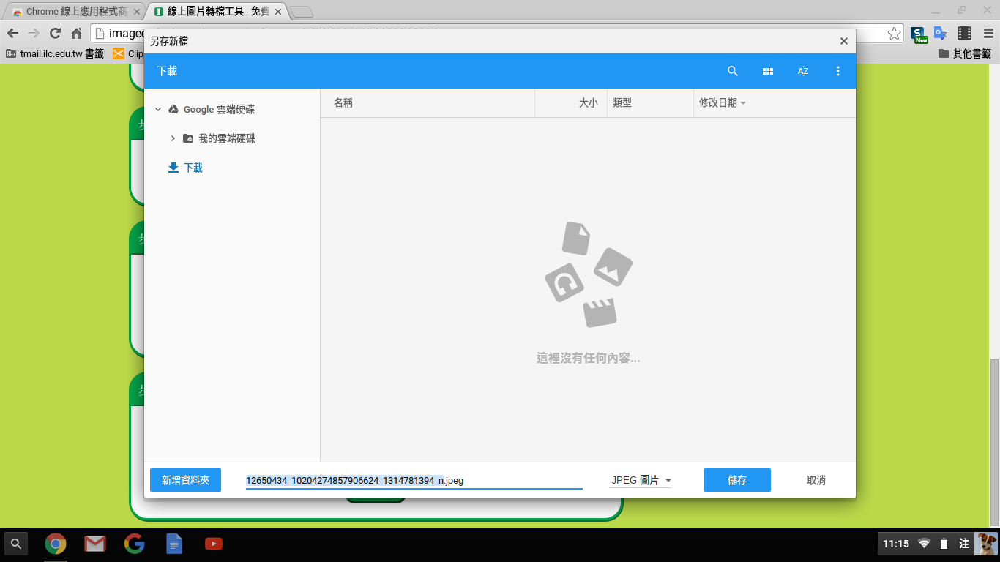 Chrome 線上應用程式商
線上圖片轉檔工具 - 免費
imagec
New
tmail.ilc.edu.tw 書籤
Clip
其他書籤
另存新檔
下載
AZ
Google 雲端硬碟
我的雲端硬碟
下載
名稱
大小
類型
修改日期
這裡沒有任何內容...
新增資料夾
12650434_10204274857906624_1314781394_n.jpeg
JPEG 圖片
儲存
取消
11:15
注